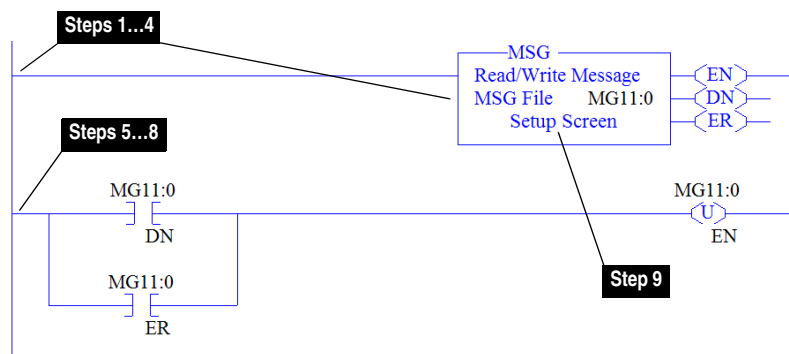 Steps 1...4
MSG
Read/Write Message
MSG File MG11:0
Setup Screen
EN
DN
ER
Steps 5...8
MG11:0
DN
MG11:0
ER
MG11:0
U
EN
Step 9